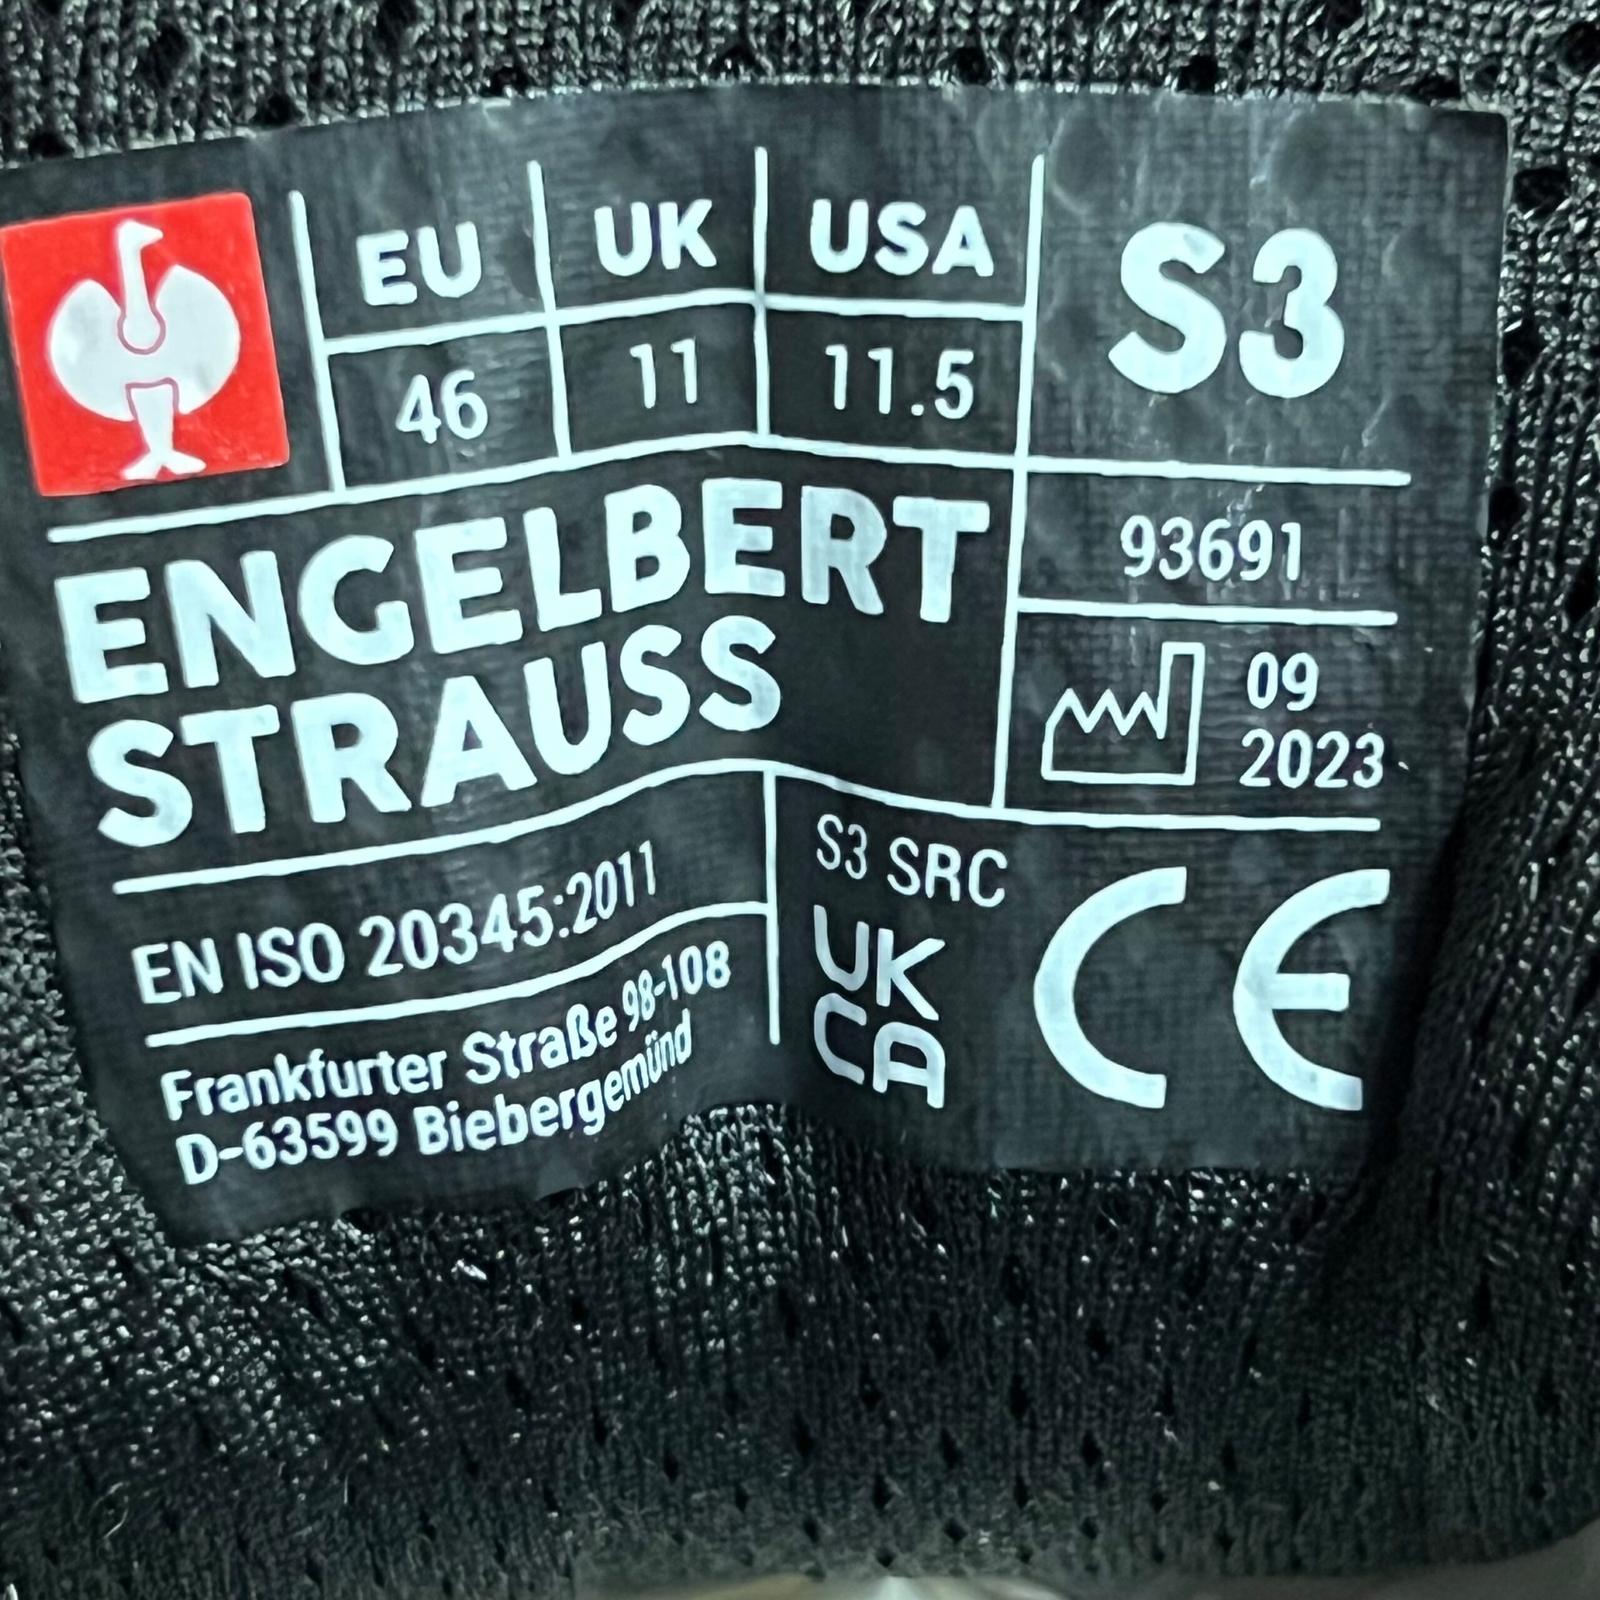 EU UK USA S3
46 11 11.5
ENGELBERT
STRAUSS
93691
09
2023
EN ISO 20345:2011
Frankfurter Straße 98-108
D-63599 Biebergemünd
S3 SRC
UK
CA
CE